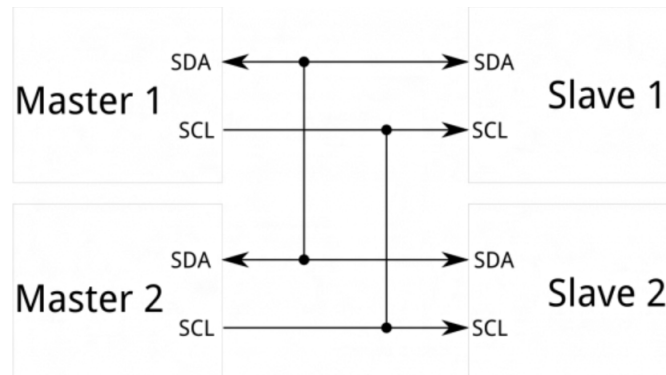 SDA
SDA
Master 1
Slave 1
SCL
SCL
SDA
SDA
Master 2
Slave 2
SCL
SCL